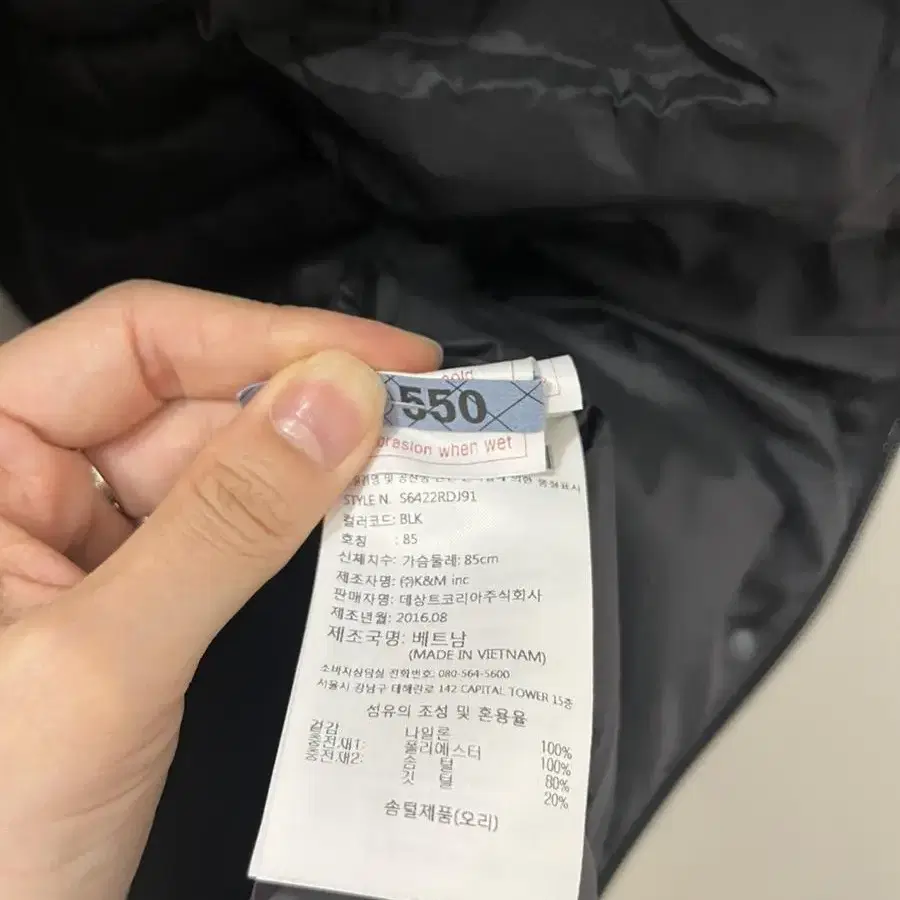 cold
550
brasion when wet
STYLE N. S6422RDJ91
컬러코드: BLK
호칭 : 85
신체치수: 가슴둘레: 85cm
제조자명: ㈜K&M inc
판매자명: 데상트코리아주식회사
제조년월: 2016.08
제조국명: 베트남
(MADE IN VIETNAM)
소비자상담실 전화번호: 080-564-5600
서울시 강남구 테헤란로 142 CAPITAL TOWER 15층
섬유의 조성 및 혼용율
겉감 나일론 100%
충전재1: 폴리에스터 100%
충전재2: 솜 털 80%
깃 털 20%
솜털제품(오리)